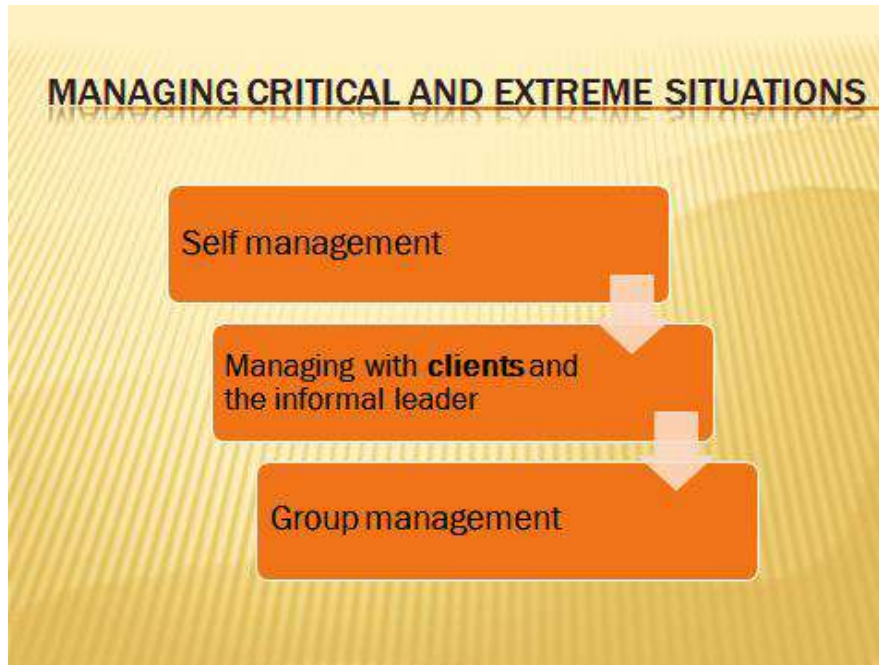 MANAGING CRITICAL AND EXTREME SITUATIONS
Self management
Managing with clients and
the informal leader
Group management